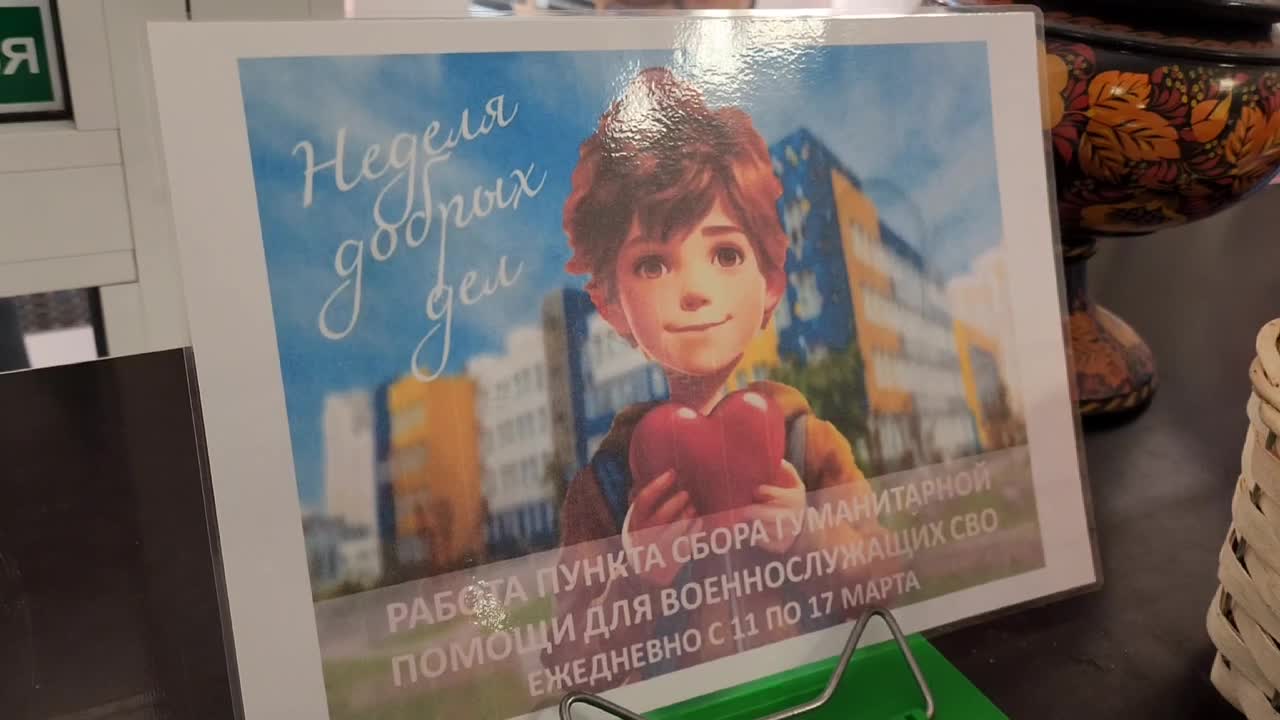 Неделя
добрых
дел
РАБОТА ПУНКТА СБОРА ГУМАНИТАРНОЙ
ПОМОЩИ ДЛЯ ВОЕННОСЛУЖАЩИХ СВО
ЕЖЕДНЕВНО С 11 ПО 17 МАРТА